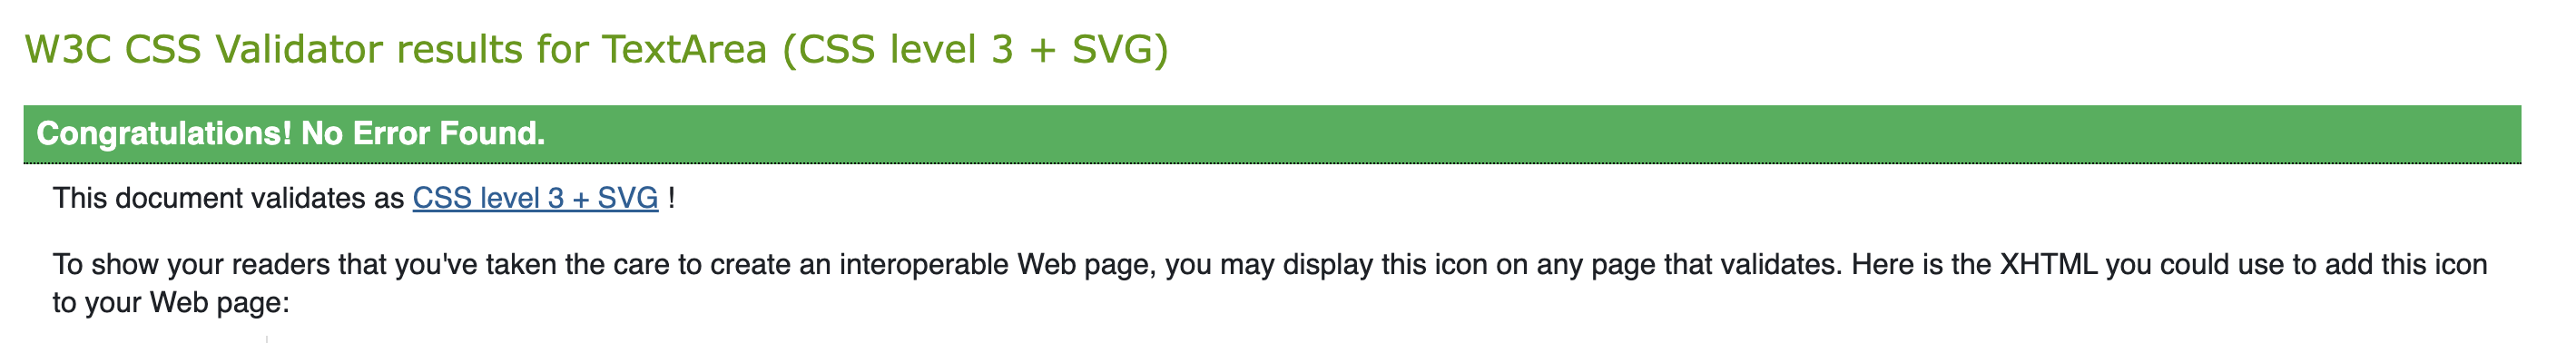 W3C CSS Validator results for TextArea (CSS level 3 + SVG)
Congratulations! No Error Found.
This document validates as CSS level 3 + SVG !
To show your readers that you've taken the care to create an interoperable Web page, you may display this icon on any page that validates. Here is the XHTML you could use to add this icon
to your Web page: